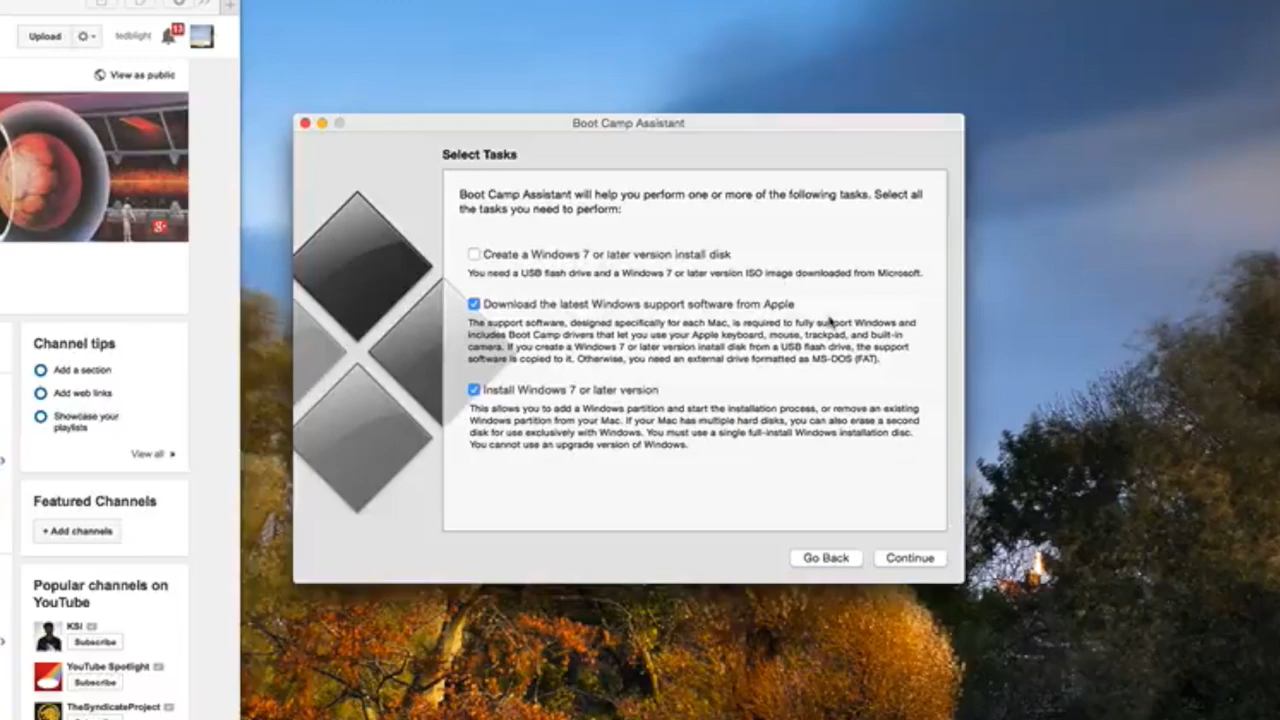 Upload
tedblight
13
View as public
Channel tips
Add a section
Add web links
Showcase your
playlists
View all
Featured Channels
+ Add channels
Popular channels on
YouTube
KSI
Subscribe
YouTube Spotlight
Subscribe
TheSyndicateProject
Boot Camp Assistant
Select Tasks
Boot Camp Assistant will help you perform one or more of the following tasks. Select all
the tasks you need to perform:
Create a Windows 7 or later version install disk
You need a USB flash drive and a Windows 7 or later version ISO image downloaded from Microsoft.
Download the latest Windows support software from Apple
The support software, designed specifically for each Mac, is required to fully support Windows and
includes Boot Camp drivers that let you use your Apple keyboard, mouse, trackpad, and built-in
camera. If you create a Windows 7 or later version install disk from a USB flash drive, the support
software is copied to it. Otherwise, you need an external drive formatted as MS-DOS (FAT).
Install Windows 7 or later version
This allows you to add a Windows partition and start the installation process, or remove an existing
Windows partition from your Mac. If your Mac has multiple hard disks, you can also erase a second
disk for use exclusively with Windows. You must use a single full-install Windows installation disc.
You cannot use an upgrade version of Windows.
Go Back
Continue